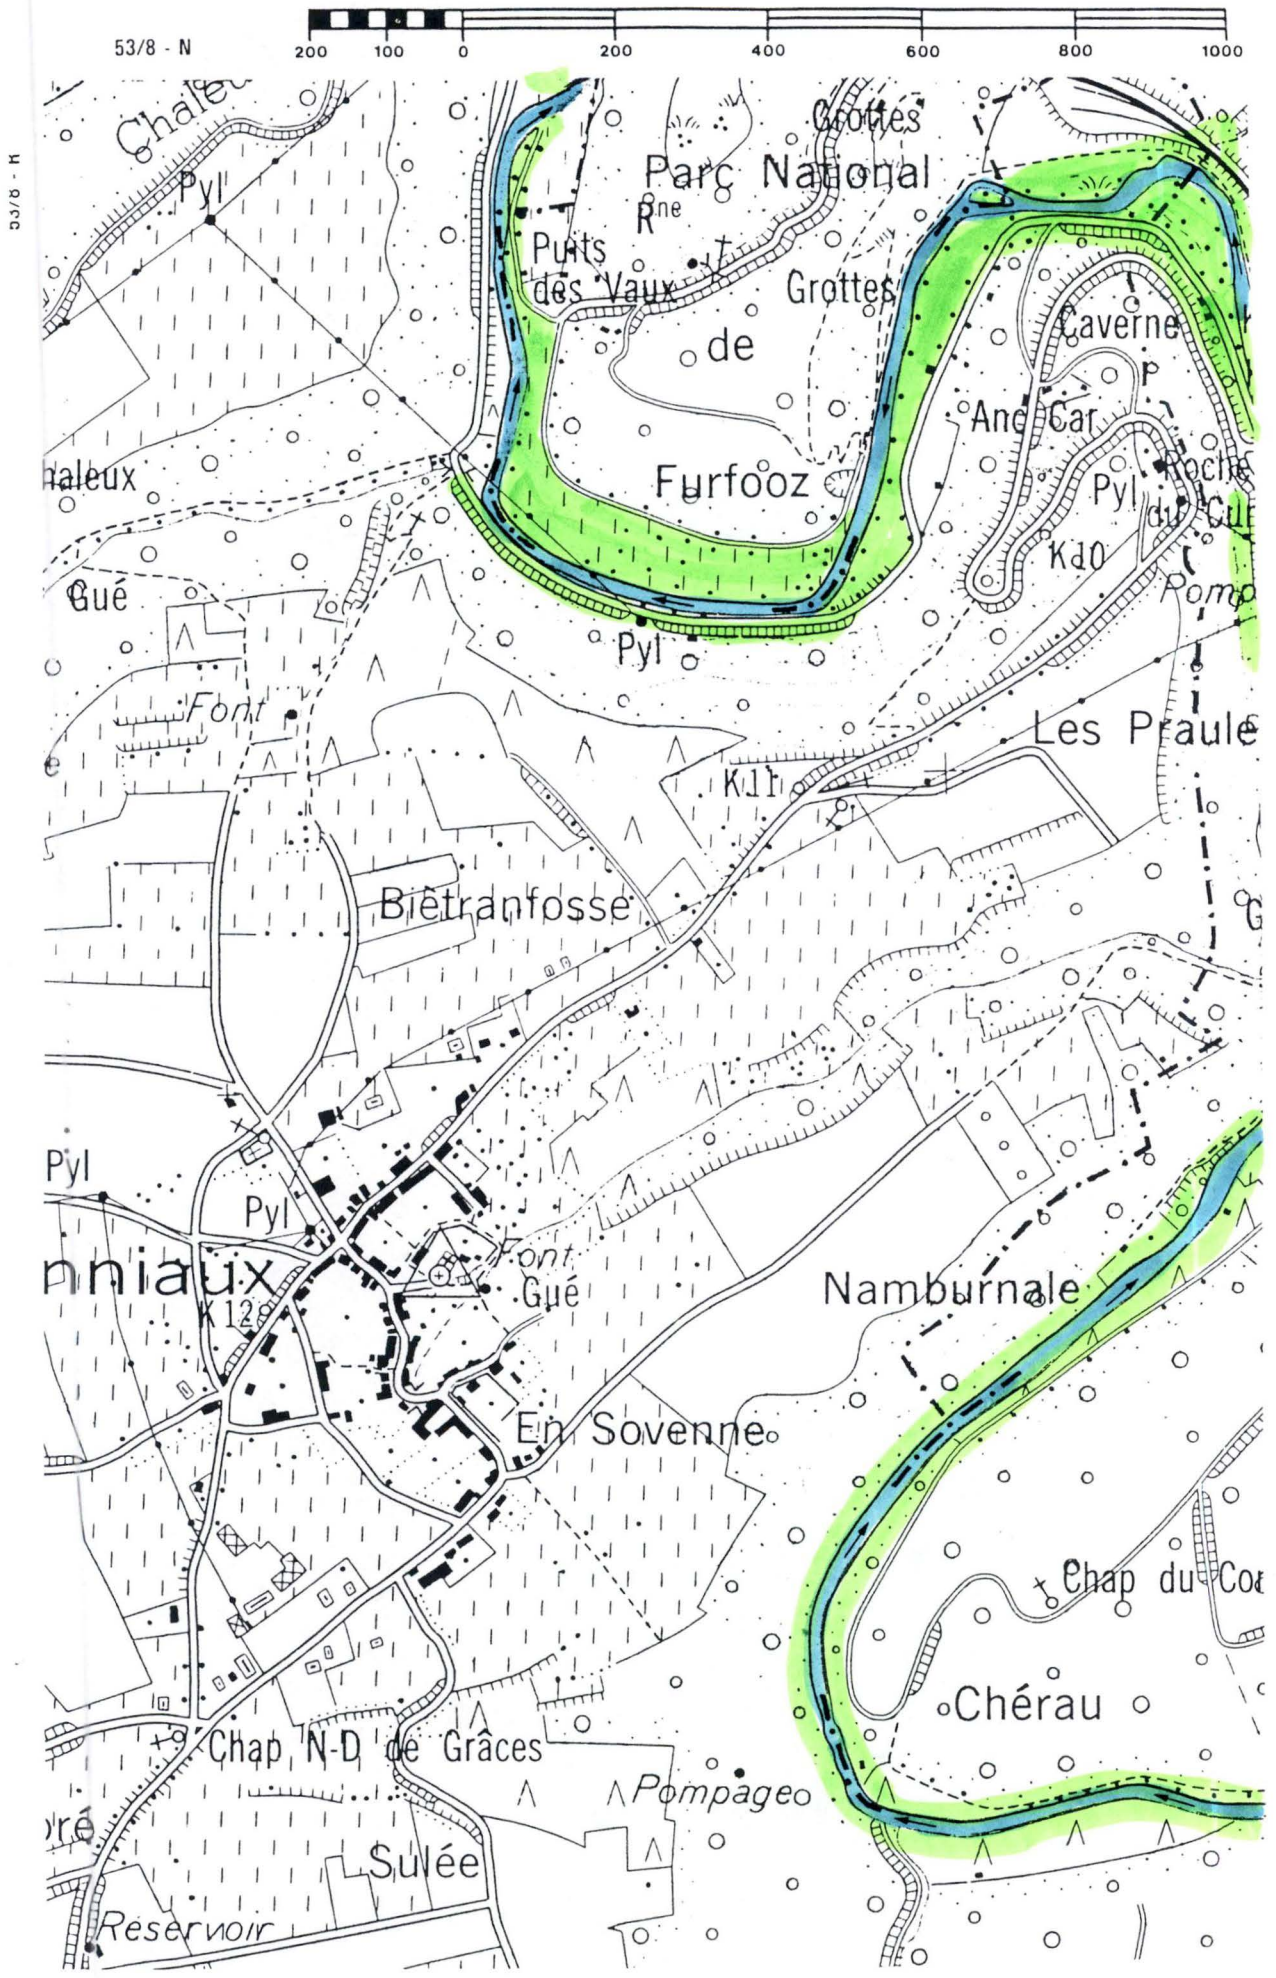 53/8 - N
200 100 0 200 400 600 800 1000
Grottes
Pyl
Parc National
Rne
Puits
des Vaux
Grottes
Caverne
de
Anc Car
haleux
Furfooz
Pyl
Roche
du Cur
K10
Gué
Pyl
Font
Les Praule
K11
Biètranfosse
Pyl
Pyl
Font
Gué
nniaux
K 12
Namburnale
En Sovenne
Chap du
Chérau
Chap N-D de Grâces
Pompage
Sulée
Réservoir